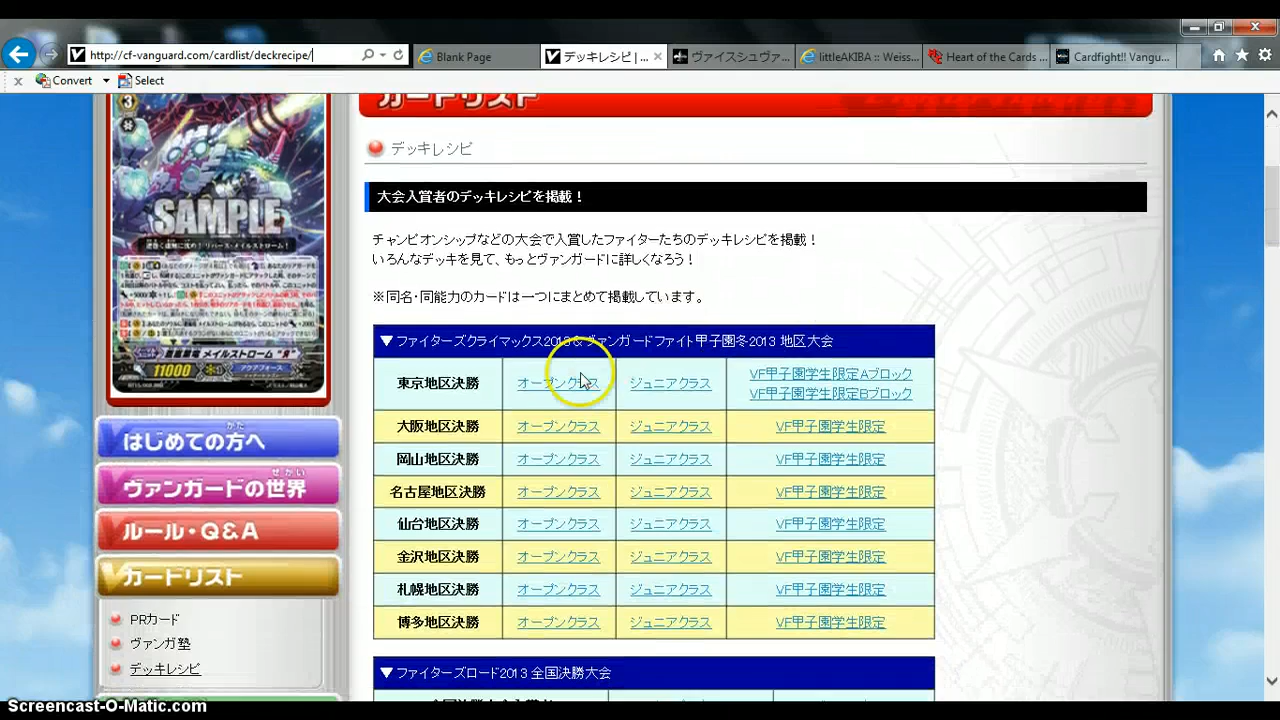 http://cf-vanguard.com/cardlist/deckrecipe/
Blank Page
デッキレシピ | ...
ヴァイスシュヴァ...
littleAKIBA :: Weiss...
Heart of the Cards ...
Cardfight!! Vangu...
x Convert Select
カードリスト
デッキレシピ
大会入賞者のデッキレシピを掲載！
チャンピオンシップなどの大会で入賞したファイターたちのデッキレシピを掲載！
いろんなデッキを見て、もっとヴァンガードに詳しくなろう！
※同名・同能力のカードは一つにまとめて掲載しています。
▼ファイターズクライマックス2013&ヴァンガードファイト甲子園冬2013 地区大会
東京地区決勝 オープンクラス ジュニアクラス VF甲子園学生限定Aブロック
VF甲子園学生限定Bブロック
大阪地区決勝 オープンクラス ジュニアクラス VF甲子園学生限定
岡山地区決勝 オープンクラス ジュニアクラス VF甲子園学生限定
名古屋地区決勝 オープンクラス ジュニアクラス VF甲子園学生限定
仙台地区決勝 オープンクラス ジュニアクラス VF甲子園学生限定
金沢地区決勝 オープンクラス ジュニアクラス VF甲子園学生限定
札幌地区決勝 オープンクラス ジュニアクラス VF甲子園学生限定
博多地区決勝 オープンクラス ジュニアクラス VF甲子園学生限定
▼ファイターズロード2013 全国決勝大会
3
SAMPLE
メイルストローム "Я"
11000
アクアフォース
かた
はじめての方へ
せかい
ヴァンガードの世界
ルール・Q&A
カードリスト
PRカード
ヴァンガ塾
デッキレシピ
Screencast-O-Matic.com